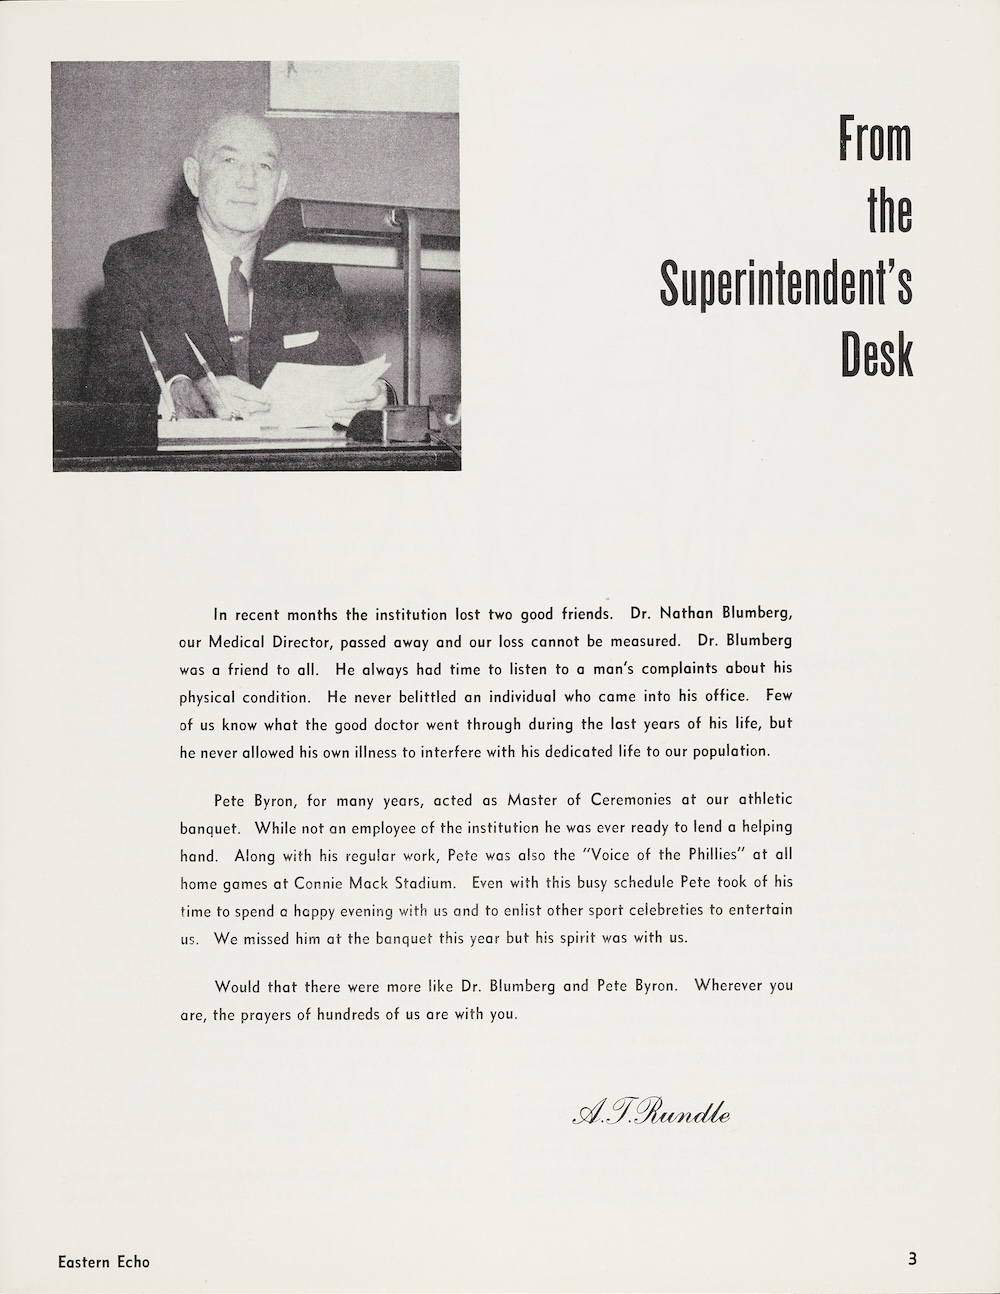 From
the
Superintendent's
Desk
In recent months the institution lost two good friends. Dr. Nathan Blumberg,
our Medical Director, passed away and our loss cannot be measured. Dr. Blumberg
was a friend to all. He always had time to listen to a man's complaints about his
physical condition. He never belittled an individual who came into his office. Few
of us know what the good doctor went through during the last years of his life, but
he never allowed his own illness to interfere with his dedicated life to our population.
Pete Byron, for many years, acted as Master of Ceremonies at our athletic
banquet. While not an employee of the institution he was ever ready to lend a helping
hand. Along with his regular work, Pete was also the "Voice of the Phillies" at all
home games at Connie Mack Stadium. Even with this busy schedule Pete took of his
time to spend a happy evening with us and to enlist other sport celebreties to entertain
us. We missed him at the banquet this year but his spirit was with us.
Would that there were more like Dr. Blumberg and Pete Byron. Wherever you
are, the prayers of hundreds of us are with you.
A.T.Rundle
Eastern Echo
3